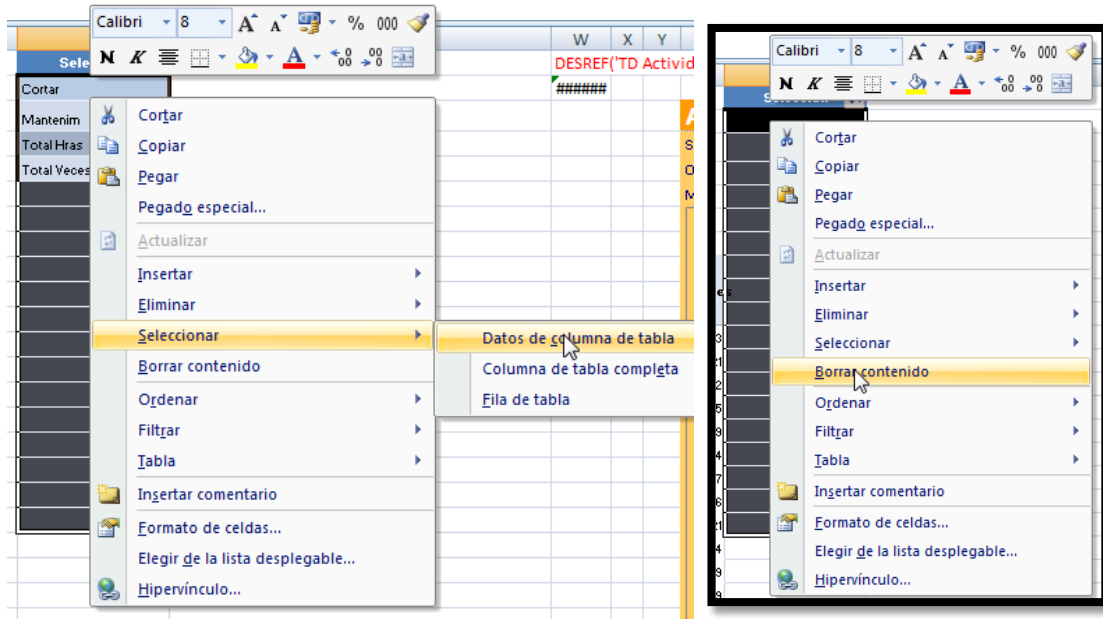 Calibri 8 A A % 000
N K A
W X Y
Sele
DESREF('TD Activid
Cortar
######
Mantenim
Total Hras
Total Veces
Cortar
Copiar
Pegar
Pegado especial...
Actualizar
Insertar
Eliminar
Seleccionar
Borrar contenido
Ordenar
Filtrar
Tabla
Insertar comentario
Formato de celdas...
Elegir de la lista desplegable...
Hipervínculo...
Datos de columna de tabla
Columna de tabla completa
Fila de tabla
Calibri 8 A A % 000
N K A
Cortar
Copiar
Pegar
Pegado especial...
Actualizar
Insertar
Eliminar
Seleccionar
Borrar contenido
Ordenar
Filtrar
Tabla
Insertar comentario
Formato de celdas...
Elegir de la lista desplegable...
Hipervínculo...